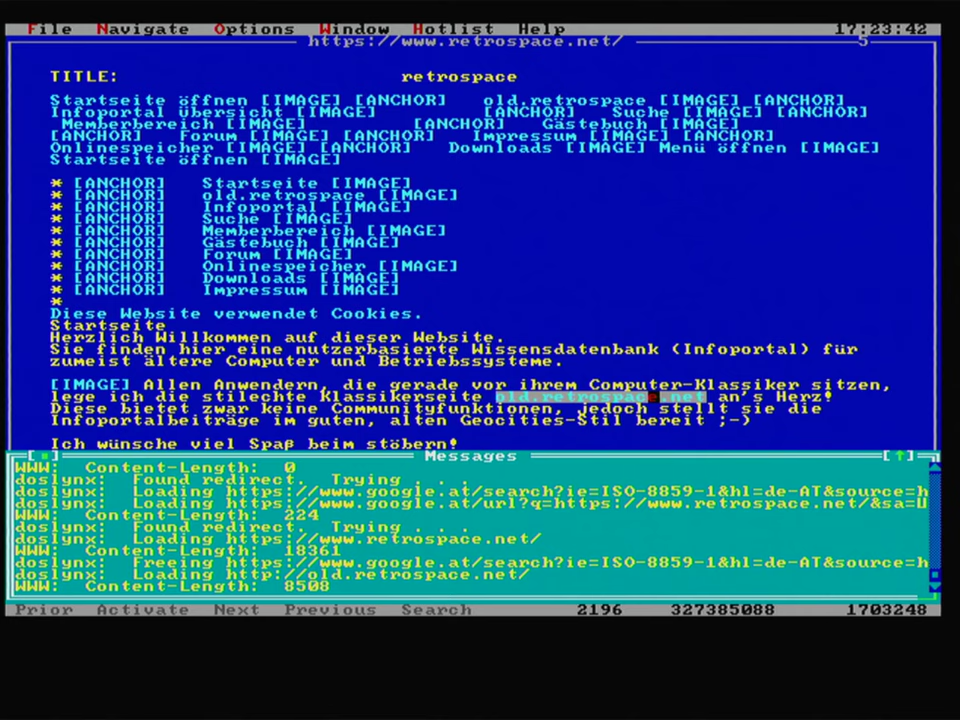 File Navigate Options Window Hotlist Help 17:23:42
https://www.retrospace.net/ 5
TITLE: retrospace
Startseite öffnen [IMAGE] [ANCHOR] old.retrospace [IMAGE] [ANCHOR]
Infoportal Übersicht [IMAGE] [ANCHOR] Suche [IMAGE] [ANCHOR]
Memberbereich [IMAGE] [ANCHOR] Gästebuch [IMAGE]
[ANCHOR] Forum [IMAGE] [ANCHOR] Impressum [IMAGE] [ANCHOR]
Onlinespeicher [IMAGE] [ANCHOR] Downloads [IMAGE] Menü öffnen [IMAGE]
Startseite öffnen [IMAGE]
* [ANCHOR] Startseite [IMAGE]
* [ANCHOR] old.retrospace [IMAGE]
* [ANCHOR] Infoportal [IMAGE]
* [ANCHOR] Suche [IMAGE]
* [ANCHOR] Memberbereich [IMAGE]
* [ANCHOR] Gästebuch [IMAGE]
* [ANCHOR] Forum [IMAGE]
* [ANCHOR] Onlinespeicher [IMAGE]
* [ANCHOR] Downloads [IMAGE]
* [ANCHOR] Impressum [IMAGE]
*
Diese Website verwendet Cookies.
Startseite
Herzlich Willkommen auf dieser Website.
Sie finden hier eine nutzerbasierte Wissensdatenbank (Infoportal) für
zumeist ältere Computer und Betriebssysteme.
[IMAGE] Allen Anwendern, die gerade vor ihrem Computer-Klassiker sitzen,
lege ich die stilechte Klassikerseite old.retrospace.net an's Herz!
Diese bietet zwar keine Communityfunktionen, jedoch stellt sie die
Infoportalbeiträge im guten, alten Geocities-Stil bereit ;-)
Ich wünsche viel Spaß beim stöbern!
Messages
WWW: Content-Length: 0
doslynx: Found redirect. Trying . . .
doslynx: Loading https://www.google.at/search?ie=ISO-8859-1&hl=de-AT&source=h
doslynx: Loading https://www.google.at/url?q=https://www.retrospace.net/&sa=U
WWW: Content-Length: 224
doslynx: Found redirect. Trying . . .
doslynx: Loading https://www.retrospace.net/
WWW: Content-Length: 18361
doslynx: Freeing https://www.google.at/search?ie=ISO-8859-1&hl=de-AT&source=h
doslynx: Loading http://old.retrospace.net/
WWW: Content-Length: 8508
Prior Activate Next Previous Search 2196 327385088 1703248